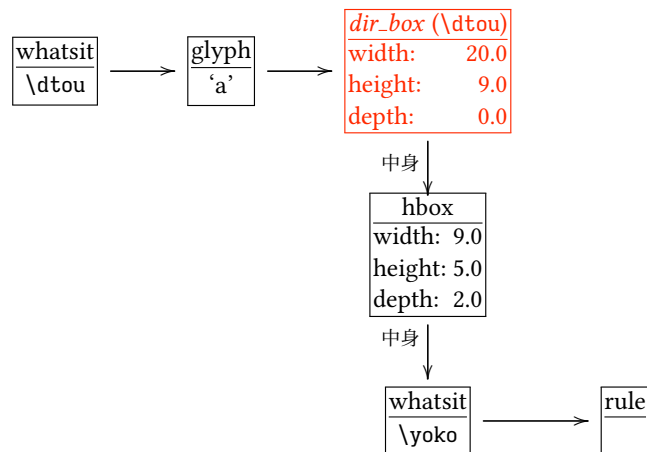 whatsit
\dtou
glyph
‘a’
dir_box (\dtou)
width: 20.0
height: 9.0
depth: 0.0
中身
hbox
width: 9.0
height: 5.0
depth: 2.0
中身
whatsit
\yoko
rule